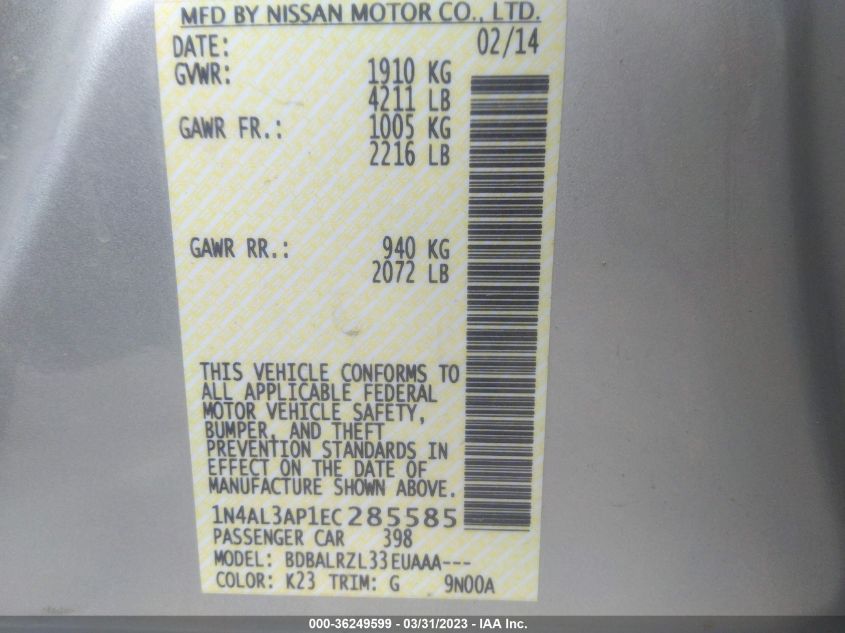 MFD BY NISSAN MOTOR CO., LTD.
DATE: 02/14
GVWR: 1910 KG
4211 LB
GAWR FR.: 1005 KG
2216 LB
GAWR RR.: 940 KG
2072 LB
THIS VEHICLE CONFORMS TO
ALL APPLICABLE FEDERAL
MOTOR VEHICLE SAFETY,
BUMPER, AND THEFT
PREVENTION STANDARDS IN
EFFECT ON THE DATE OF
MANUFACTURE SHOWN ABOVE.
1N4AL3AP1EC285585
PASSENGER CAR 398
MODEL: BDBALRZL33EUAAA---
COLOR: K23 TRIM: G 9N00A
000-36249599 - 03/31/2023 - IAA Inc.